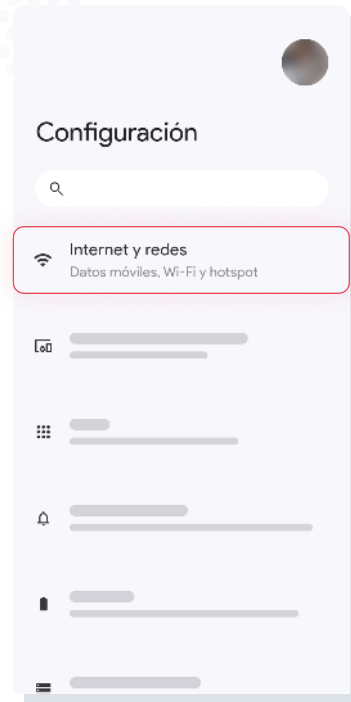 Configuración
Internet y redes
Datos móviles, Wi-Fi y hotspot